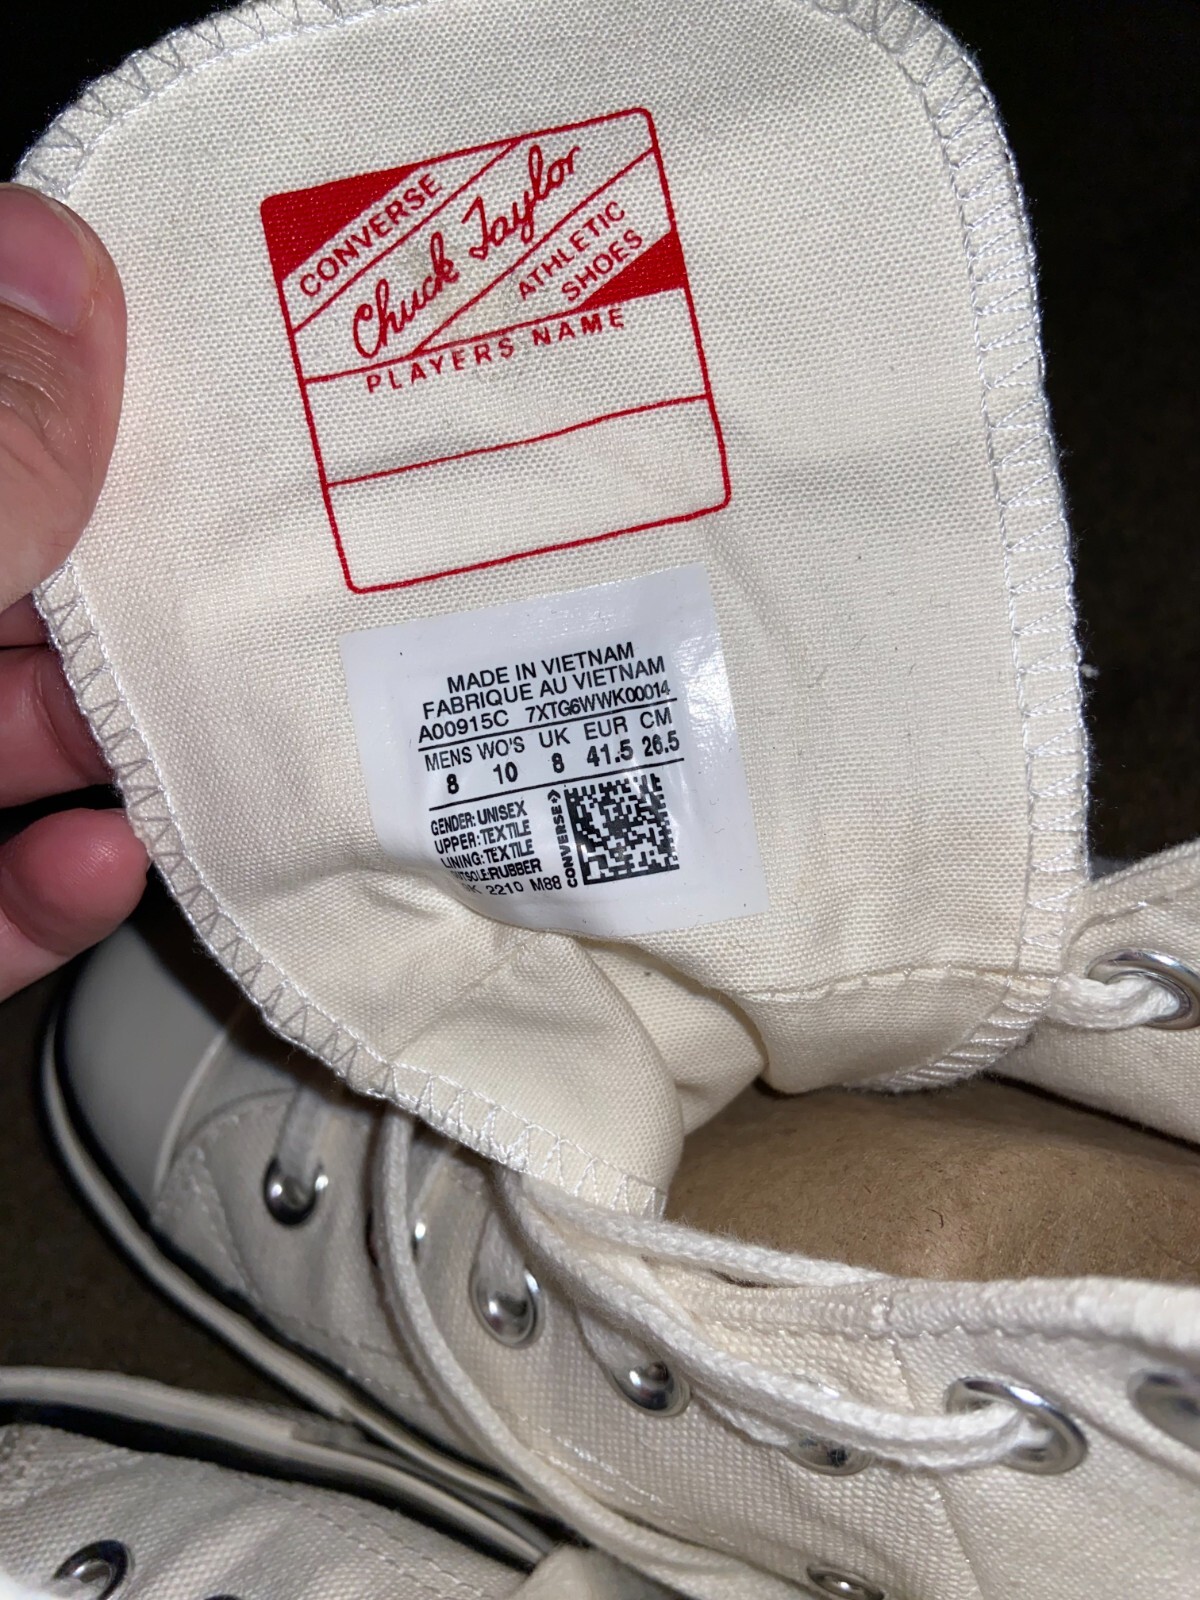 CONVERSE
Chuck Taylor
ATHLETIC
SHOES
PLAYERS NAME
MADE IN VIETNAM
FABRIQUE AU VIETNAM
A00915C 7XTG6WWK00014
MENS WO'S UK EUR CM
8 10 8 41.5 26.5
GENDER: UNISEX
UPPER: TEXTILE
LINING: TEXTILE
RUBBER
2210 M88
CONVERSE